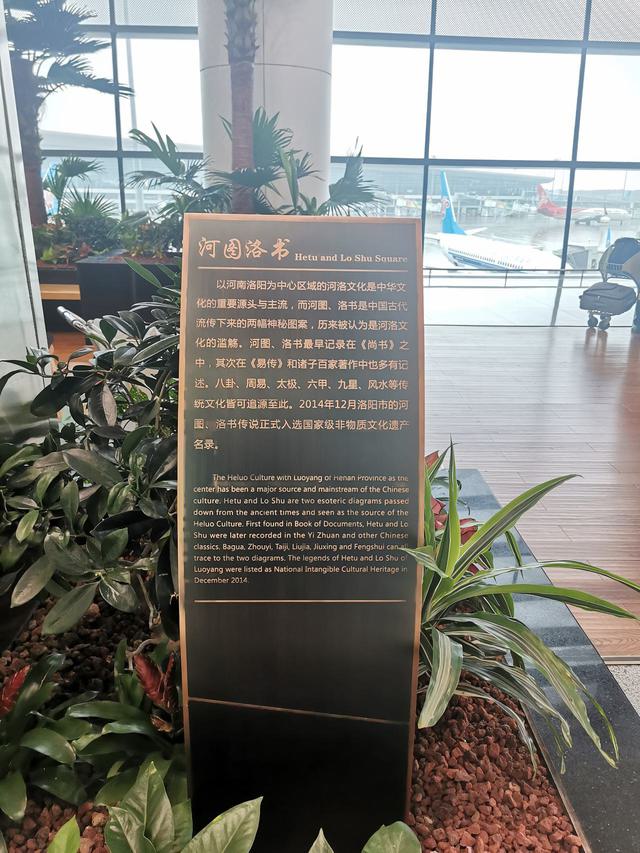 河图洛书 Hetu and Lo Shu Square
以河南洛阳为中心区域的河洛文化是中华文
化的重要源头与主流，而河图、洛书是中国古代
流传下来的两幅神秘图案，历来被认为是河洛文
化的滥觞。河图、洛书最早记录在《尚书》之
中，其次在《易传》和诸子百家著作中也多有记
述。八卦、周易、太极、六甲、九星、风水等传
统文化皆可追源至此。2014年12月洛阳市的河
图、洛书传说正式入选国家级非物质文化遗产
名录。
The Heluo Culture with Luoyang of Henan Province as the
center has been a major source and mainstream of the Chinese
culture. Hetu and Lo Shu are two esoteric diagrams passed
down from the ancient times and seen as the source of the
Heluo Culture. First found in Book of Documents, Hetu and Lo
Shu were later recorded in the Yi Zhuan and other Chinese
classics. Bagua, Zhouyi, Taiji, Liujia, Jiuxing and Fengshui can all
trace to the two diagrams. The legends of Hetu and Lo Shu of
Luoyang were listed as National Intangible Cultural Heritage in
December 2014.